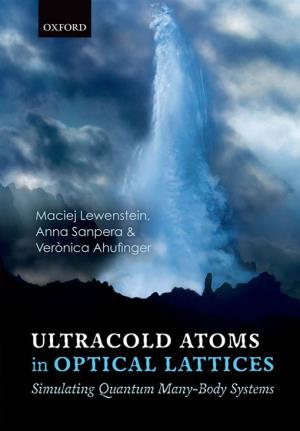 OXFORD
Maciej Lewenstein,
Anna Sanpera &
Verònica Ahufinger
ULTRACOLD ATOMS
in OPTICAL LATTICES
Simulating Quantum Many-Body Systems